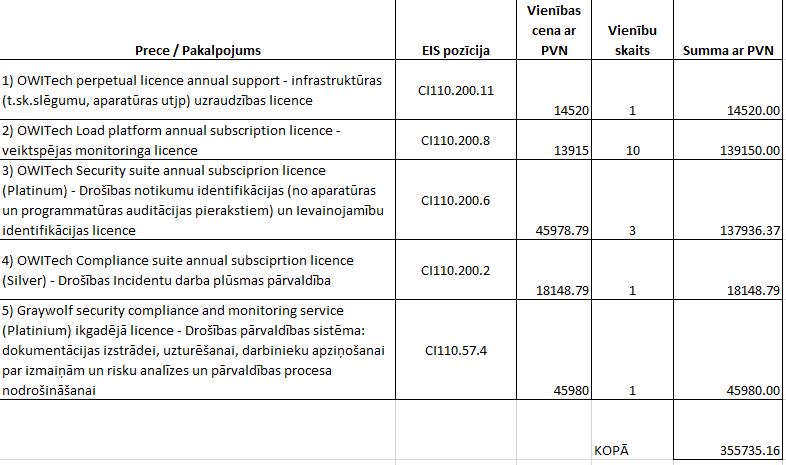 Prece / Pakalpojums EIS pozīcija Vienības cena ar PVN Vienību skaits Summa ar PVN
1) OWITech perpetual licence annual support - infrastruktūras
(t.sk.slēgumu, aparatūras utjp) uzraudzības licence
CI110.200.11 14520 1 14520.00
2) OWITech Load platform annual subscription licence -
veiktspējas monitoringa licence
CI110.200.8 13915 10 139150.00
3) OWITech Security suite annual subsciprion licence
(Platinum) - Drošības notikumu identifikācijas (no aparatūras
un programmatūras auditācijas pierakstiem) un Ievainojamību
identifikācijas licence
CI110.200.6 45978.79 3 137936.37
4) OWITech Compliance suite annual subsciprtion licence
(Silver) - Drošības Incidentu darba plūsmas pārvaldība
CI110.200.2 18148.79 1 18148.79
5) Graywolf security compliance and monitoring service
(Platinium) ikgadējā licence - Drošības pārvaldības sistēma:
dokumentācijas izstrādei, uzturēšanai, darbinieku apziņošanai
par izmaiņām un risku analīzes un pārvaldības procesa
nodrošināšanai
CI110.57.4 45980 1 45980.00
KOPĀ 355735.16